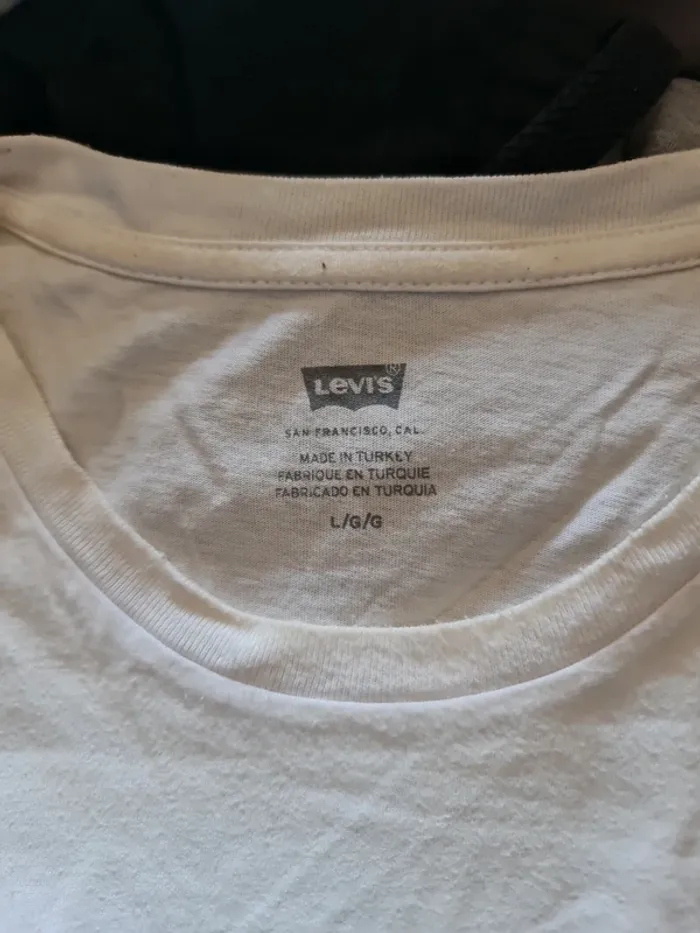 Levi's®
SAN FRANCISCO, CAL.
MADE IN TURKEY
FABRIQUE EN TURQUIE
FABRICADO EN TURQUIA
L/G/G